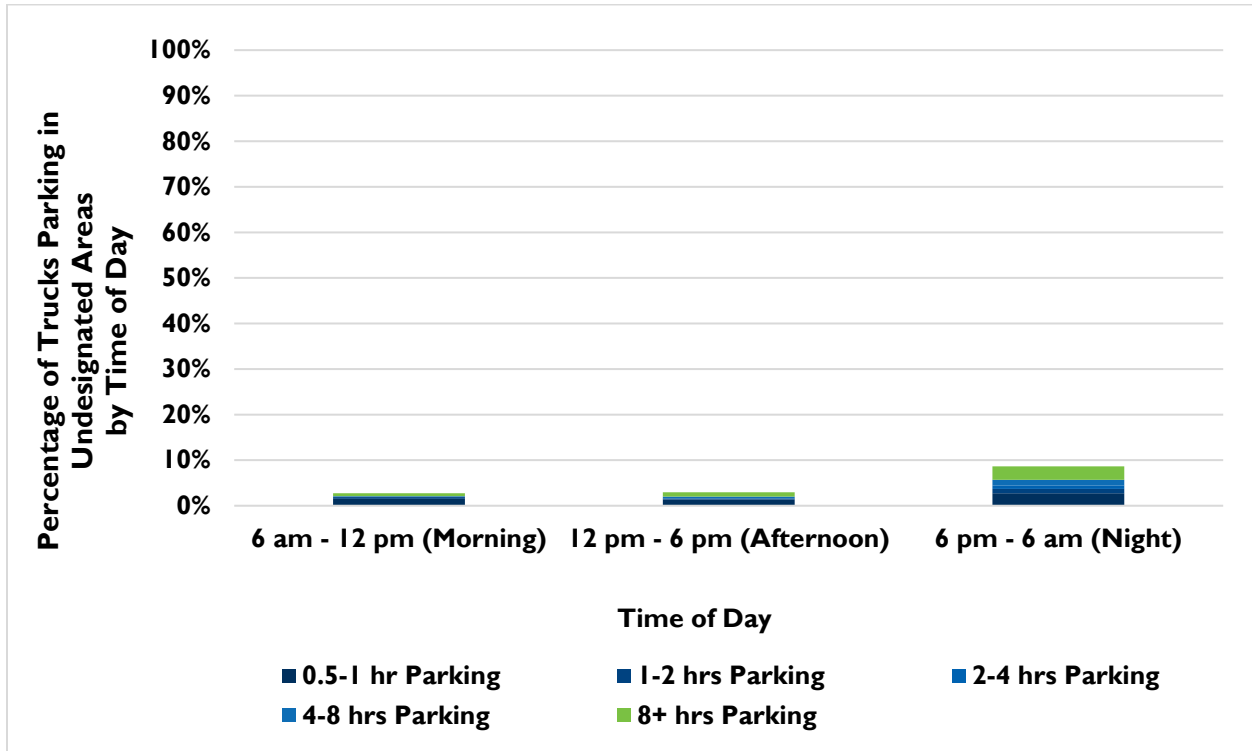 Percentage of Trucks Parking in
Undesignated Areas
by Time of Day
100%
90%
80%
70%
60%
50%
40%
30%
20%
10%
0%
6 am - 12 pm (Morning) 12 pm - 6 pm (Afternoon) 6 pm - 6 am (Night)
Time of Day
0.5-1 hr Parking 1-2 hrs Parking 2-4 hrs Parking
4-8 hrs Parking 8+ hrs Parking